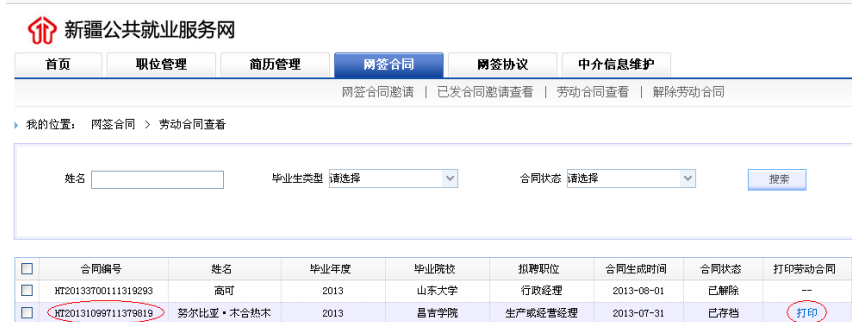 新疆公共就业服务网
首页 职位管理 简历管理 网签合同 网签协议 中介信息维护
网签合同邀请 | 已发合同邀请查看 | 劳动合同查看 | 解除劳动合同
我的位置： 网签合同 > 劳动合同查看
姓名 毕业生类型 请选择 合同状态 请选择 搜索
合同编号 姓名 毕业年度 毕业院校 拟聘职位 合同生成时间 合同状态 打印劳动合同
HT20133700111319293 高可 2013 山东大学 行政经理 2013-08-01 已解除 --
HT20131099711379819 努尔比亚·木合热木 2013 昌吉学院 生产或经营经理 2013-07-31 已存档 打印